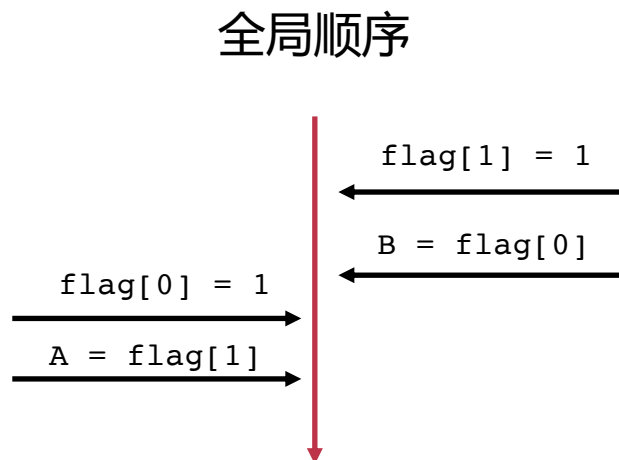 全局顺序
flag[1] = 1
B = flag[0]
flag[0] = 1
A = flag[1]